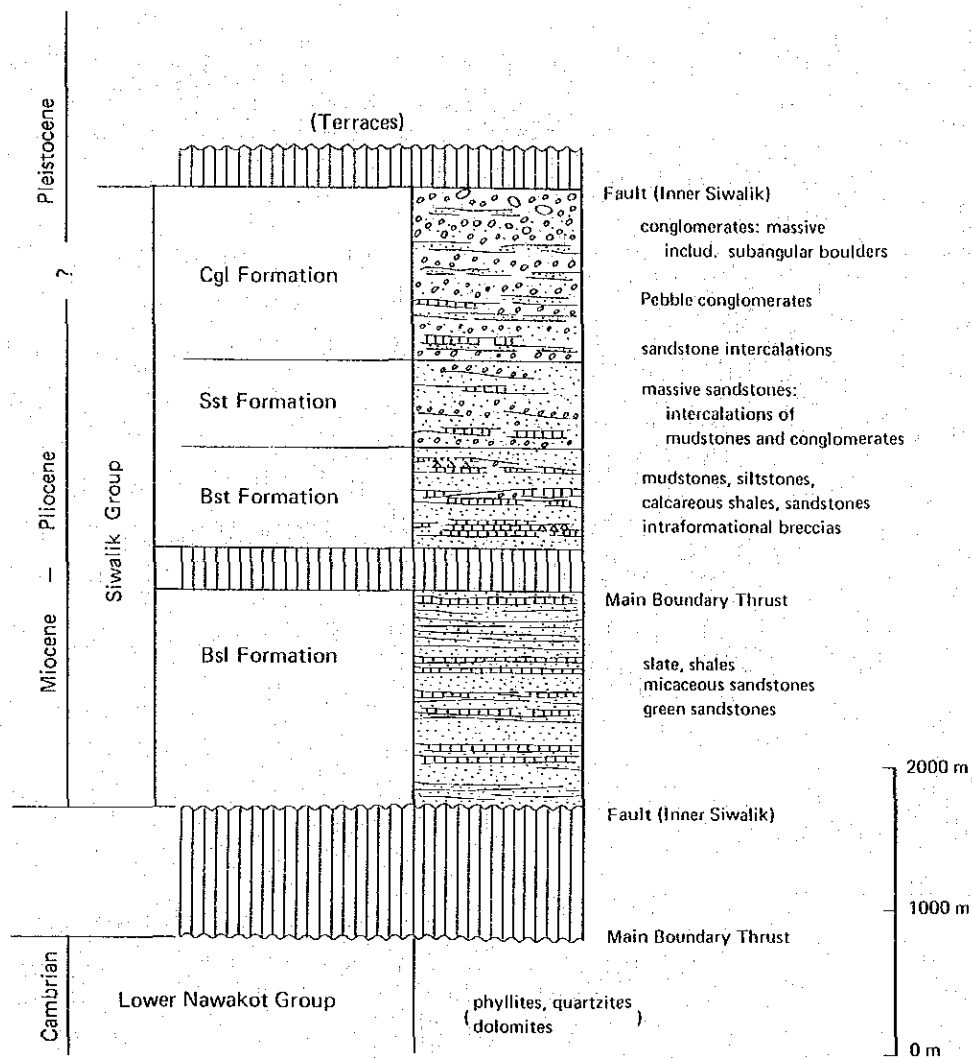 Pleistocene
?
Miocene — Pliocene
Cambrian
Siwalik Group
(Terraces)
Fault (Inner Siwalik)
Cgl Formation
conglomerates: massive
includ. subangular boulders
Pebble conglomerates
sandstone intercalations
Sst Formation
massive sandstones:
intercalations of
mudstones and conglomerates
Bst Formation
mudstones, siltstones,
calcareous shales, sandstones
intraformational breccias
Main Boundary Thrust
Bsl Formation
slate, shales
micaceous sandstones
green sandstones
2000 m
Fault (Inner Siwalik)
1000 m
Main Boundary Thrust
Lower Nawakot Group
(phyllites, quartzites
dolomites)
0 m